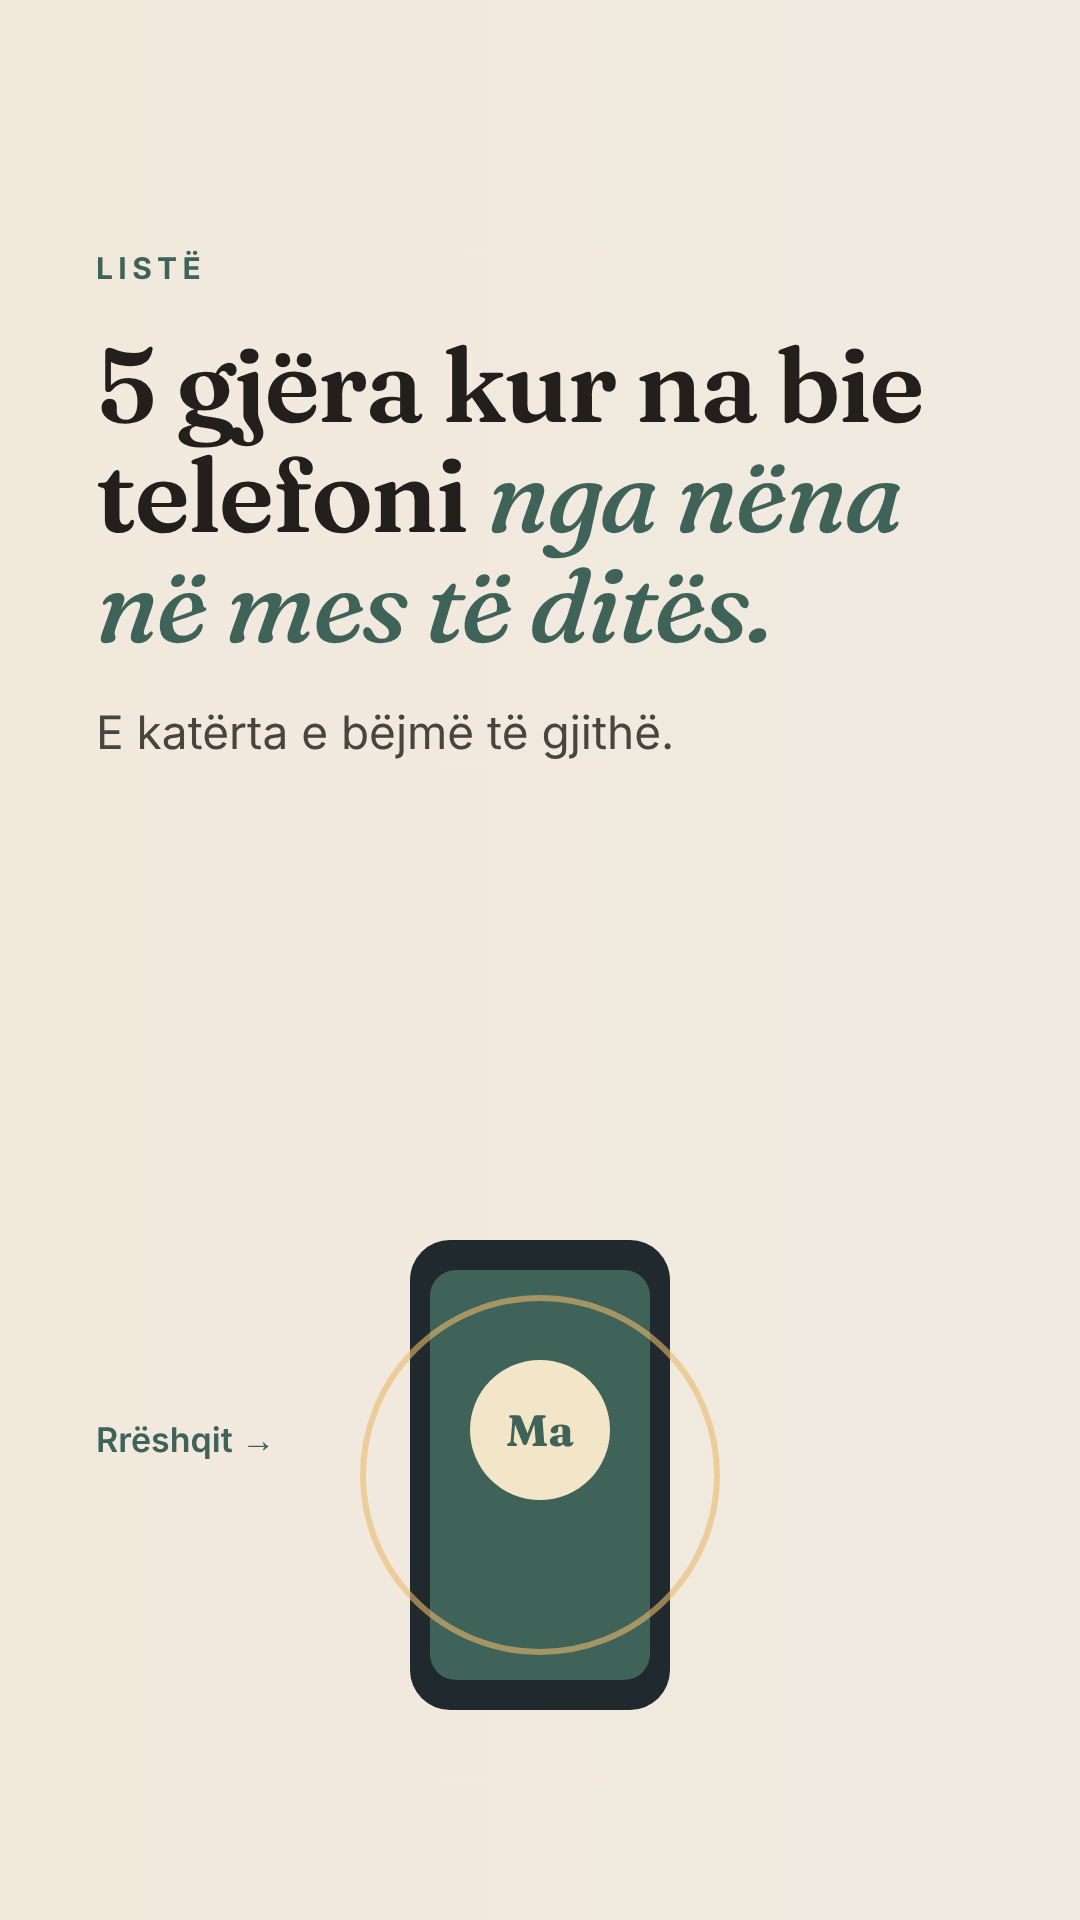 LISTË
5 gjëra kur na bie
telefoni nga nëna
në mes të ditës.
E katërta e bëjmë të gjithë.
Ma
Rrëshqit →